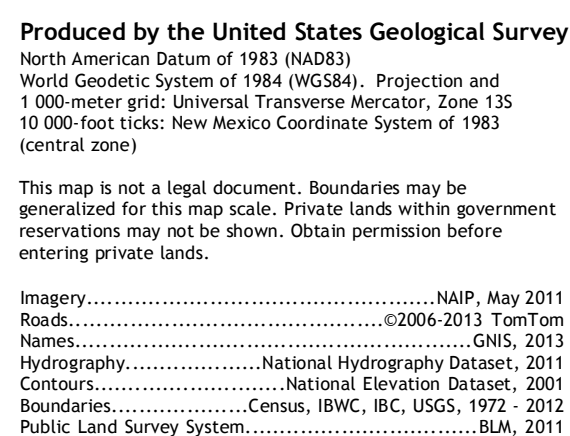 Produced by the United States Geological Survey
North American Datum of 1983 (NAD83)
World Geodetic System of 1984 (WGS84). Projection and
1 000-meter grid: Universal Transverse Mercator, Zone 13S
10 000-foot ticks: New Mexico Coordinate System of 1983
(central zone)
This map is not a legal document. Boundaries may be
generalized for this map scale. Private lands within government
reservations may not be shown. Obtain permission before
entering private lands.
Imagery....................................................NAIP, May 2011
Roads...............................................©2006-2013 TomTom
Names...........................................................GNIS, 2013
Hydrography....................National Hydrography Dataset, 2011
Contours............................National Elevation Dataset, 2001
Boundaries....................Census, IBWC, IBC, USGS, 1972 - 2012
Public Land Survey System..................................BLM, 2011